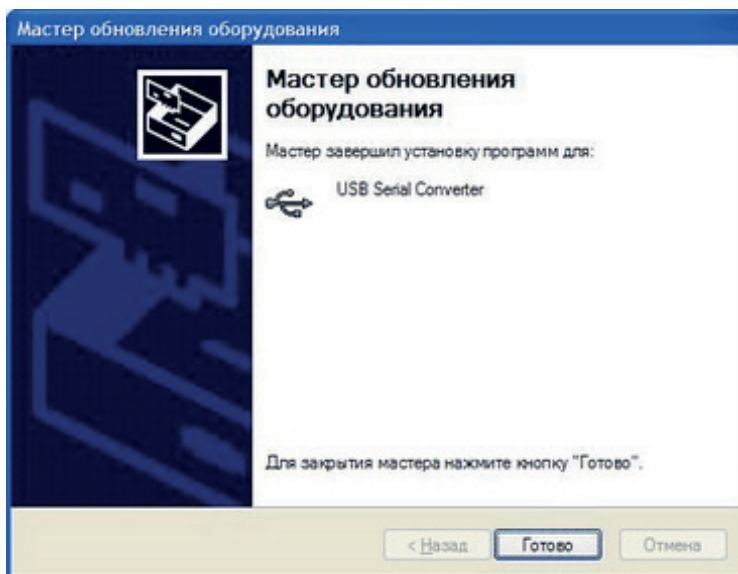 Мастер обновления оборудования
Мастер обновления
оборудования
Мастер завершил установку программ для:
USB Serial Converter
Для закрытия мастера нажмите кнопку "Готово".
< Назад
Готово
Отмена